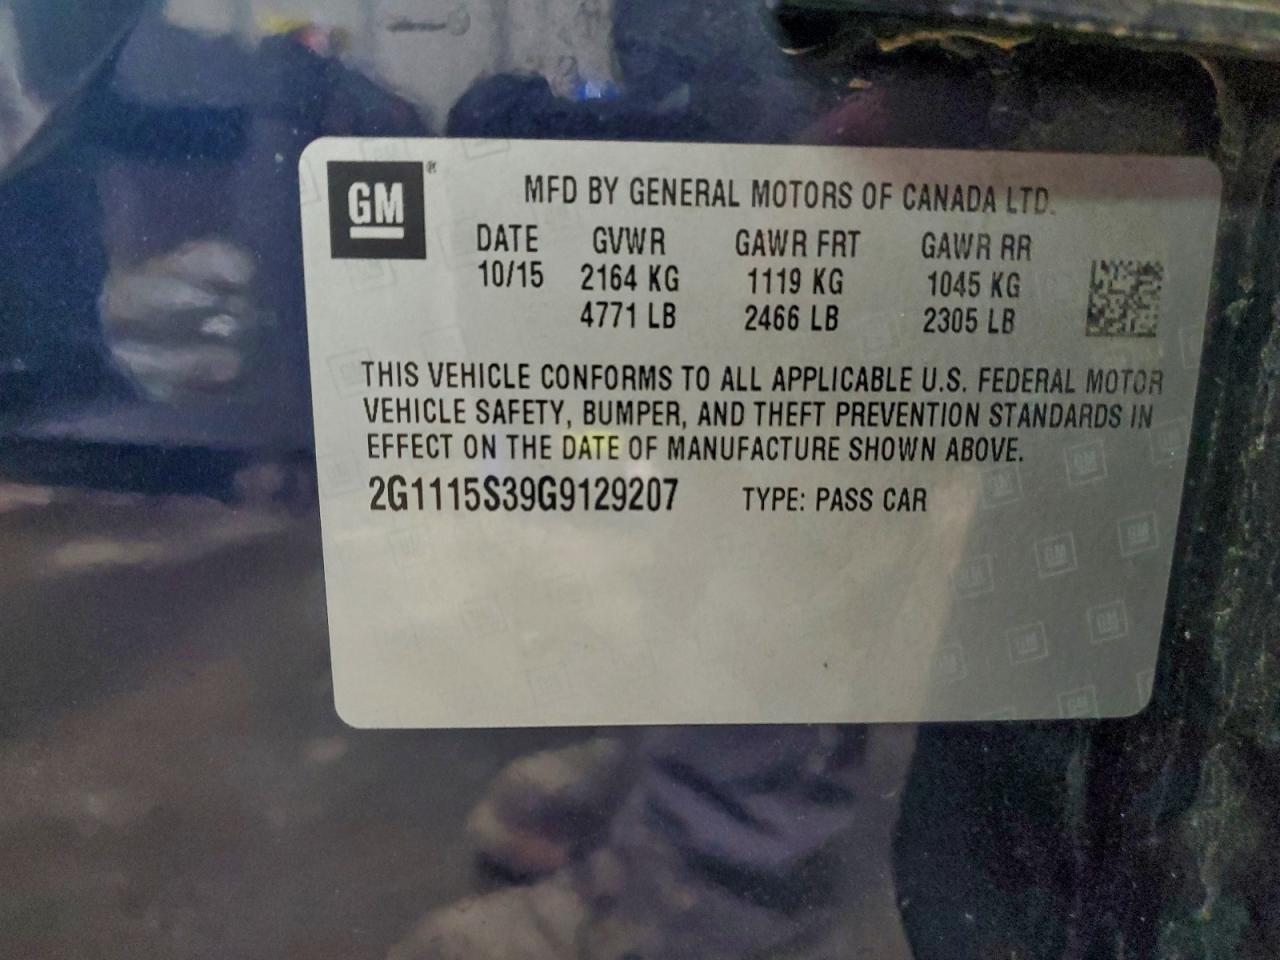 GM®
MFD BY GENERAL MOTORS OF CANADA LTD.
DATE GVWR GAWR FRT GAWR RR
10/15 2164 KG 1119 KG 1045 KG
4771 LB 2466 LB 2305 LB
THIS VEHICLE CONFORMS TO ALL APPLICABLE U.S. FEDERAL MOTOR
VEHICLE SAFETY, BUMPER, AND THEFT PREVENTION STANDARDS IN
EFFECT ON THE DATE OF MANUFACTURE SHOWN ABOVE.
2G1115S39G9129207 TYPE: PASS CAR